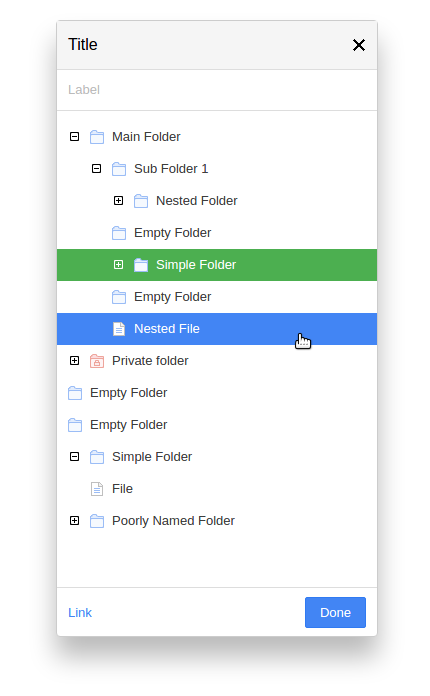 Title
Label
Main Folder
Sub Folder 1
Nested Folder
Empty Folder
Simple Folder
Empty Folder
Nested File
Private folder
Empty Folder
Empty Folder
Simple Folder
File
Poorly Named Folder
Link Done